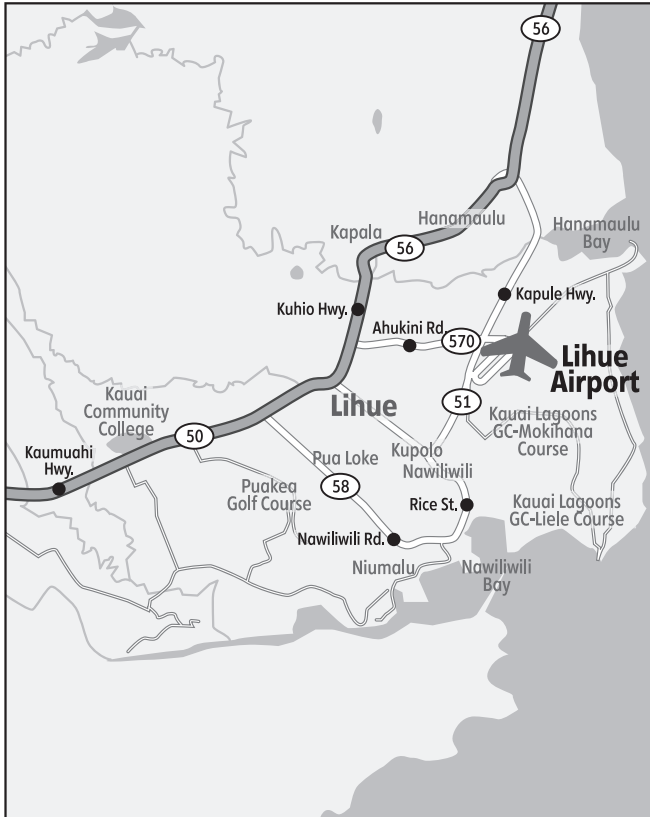 56
Hanamaulu
Kapala
56
Hanamaulu
Bay
Kapule Hwy.
Kuhio Hwy.
Ahukini Rd.
570
Lihue
Airport
Kauai
Community
College
Lihue
51
Kauai Lagoons
GC-Mokihana
Course
50
Kaumuahi
Hwy.
Kupolo
Pua Loke
Nawiliwili
58
Puakea
Golf Course
Rice St.
Kauai Lagoons
GC-Liele Course
Nawiliwili Rd.
Niumalu
Nawiliwili
Bay